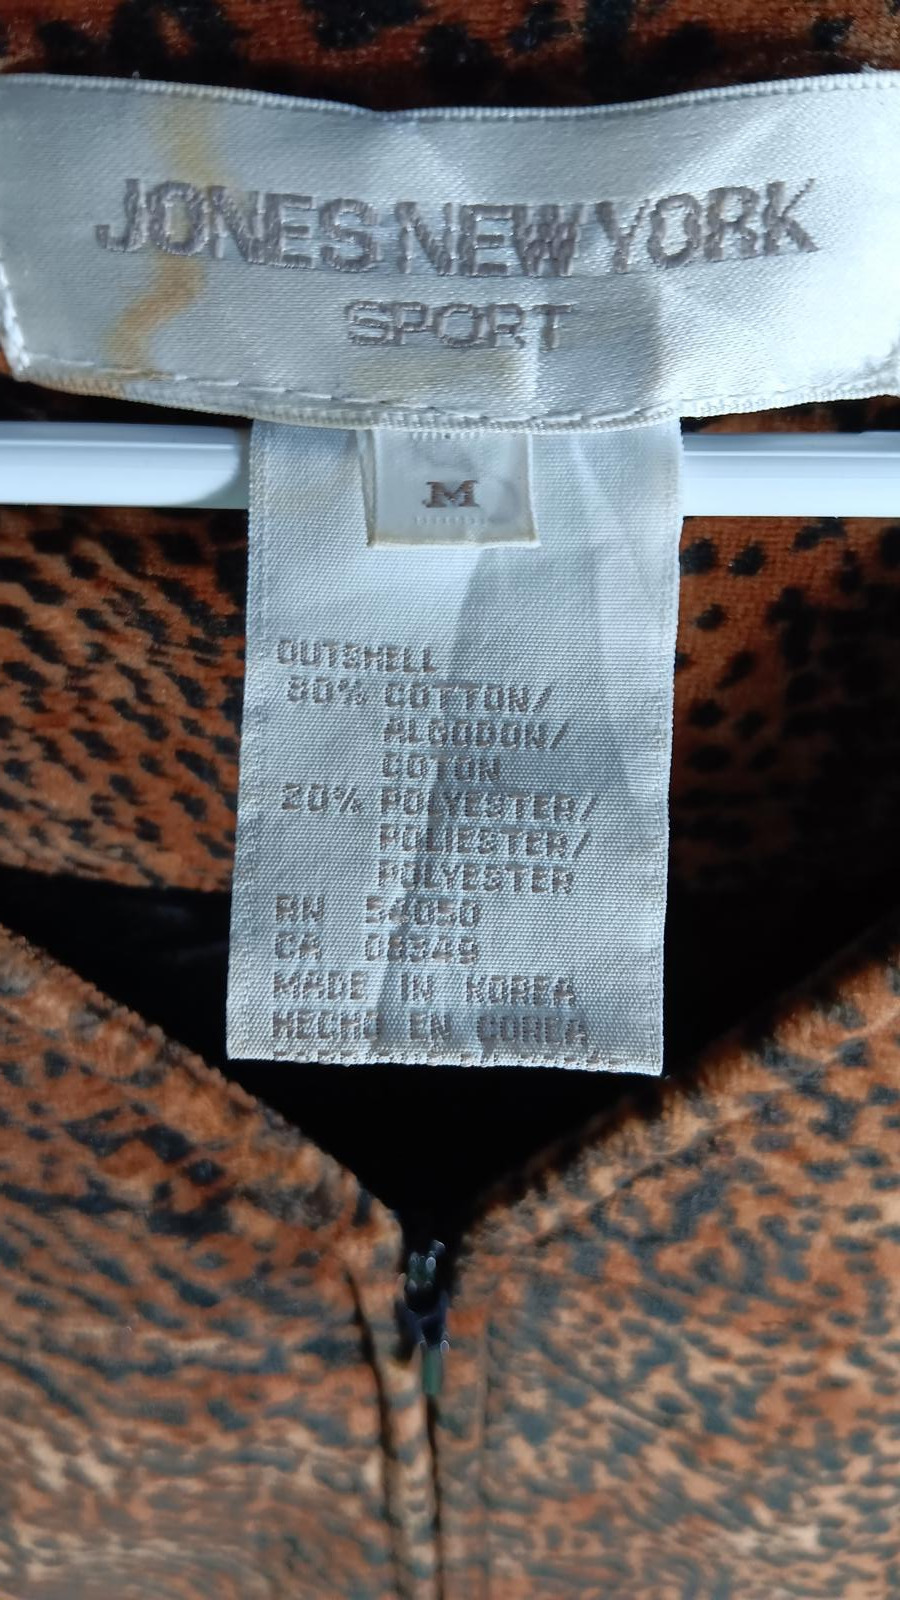 JONES NEW YORK
SPORT
M
OUTSHELL
80% COTTON/
ALGODON/
COTON
20% POLYESTER/
POLIESTER/
POLYESTER
RN 54050
CA 08349
MADE IN KOREA
HECHO EN COREA